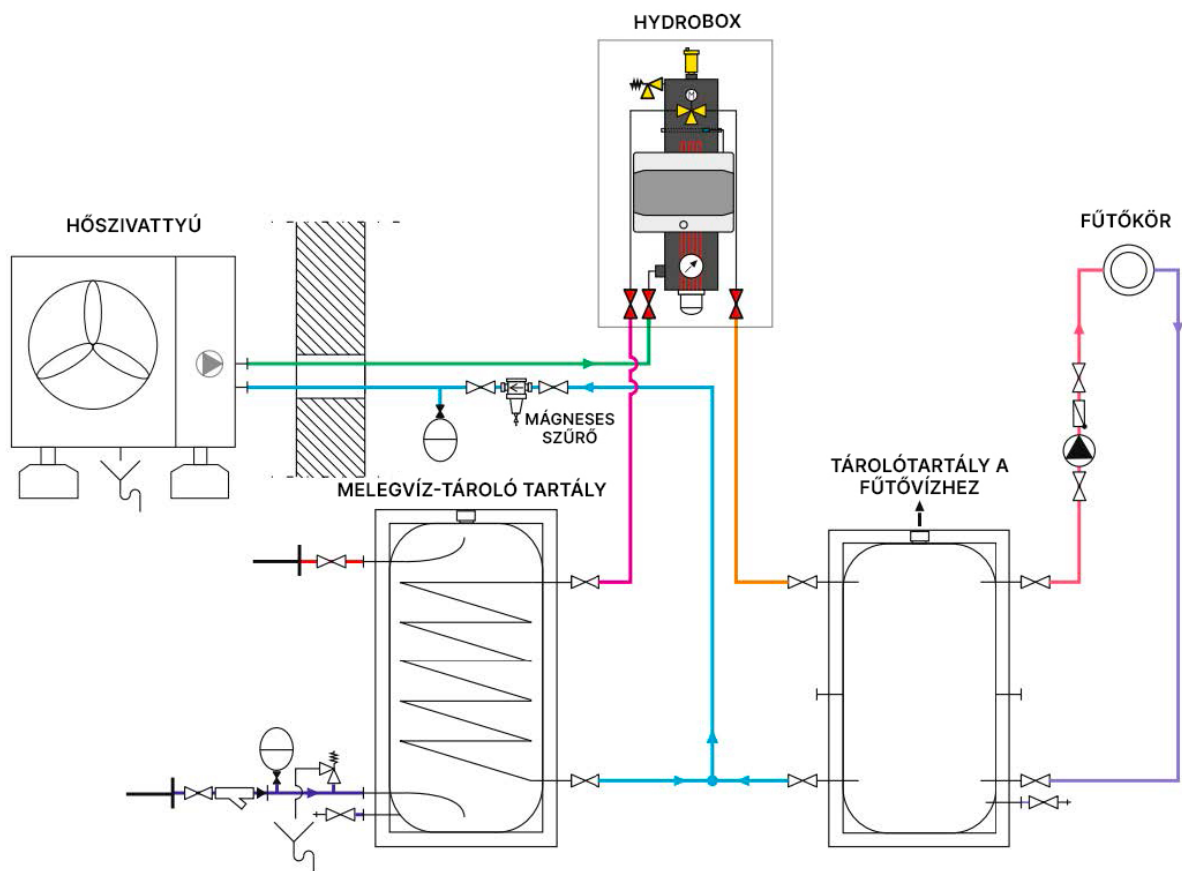 HYDROBOX
M
HŐSZIVATTYÚ
FŰTŐKÖR
MÁGNESES
SZŰRŐ
MELEGVÍZ-TÁROLÓ TARTÁLY
TÁROLÓTARTÁLY A
FŰTŐVÍZHEZ